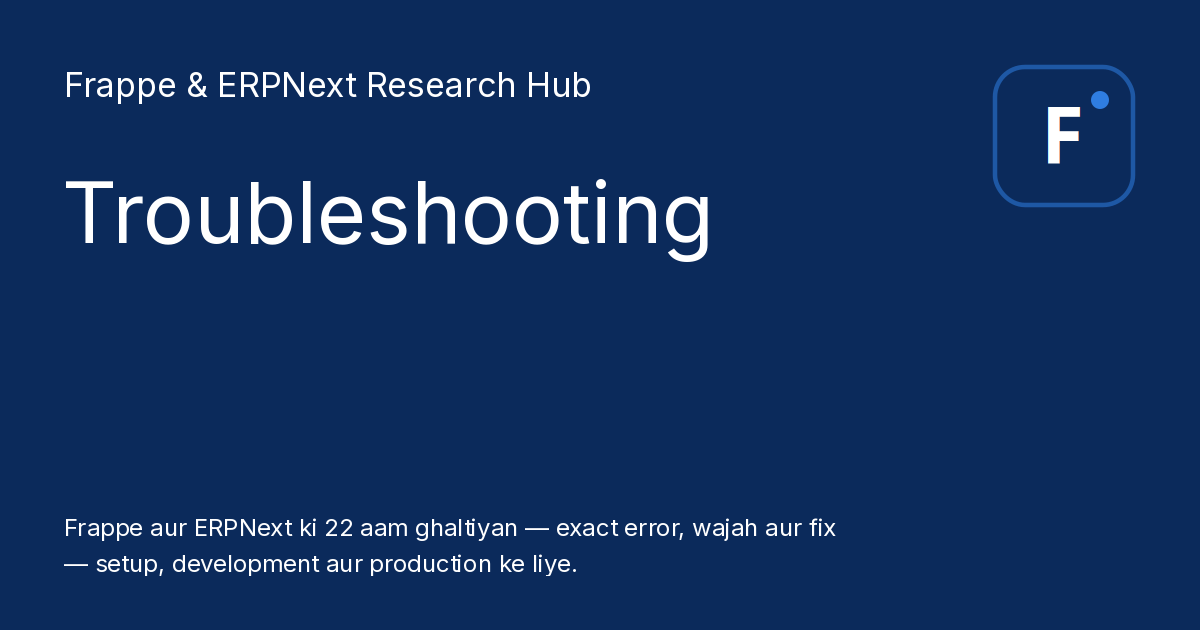 Frappe & ERPNext Research Hub
F
Troubleshooting
Frappe aur ERPNext ki 22 aam ghaltiyan — exact error, wajah aur fix
— setup, development aur production ke liye.